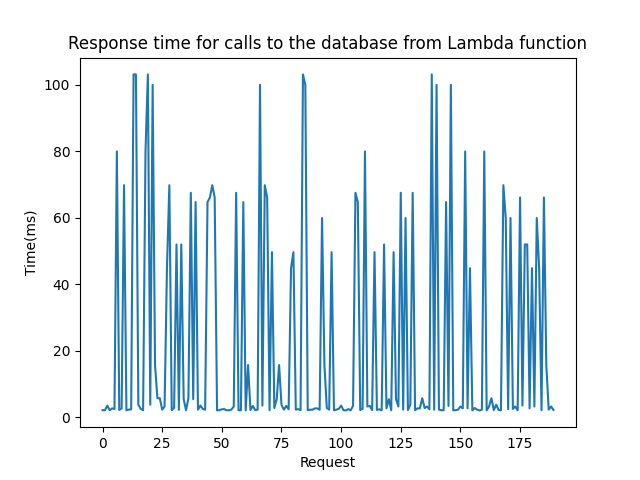 Response time for calls to the database from Lambda function
100
80
60
40
20
0
Time(ms)
0 25 50 75 100 125 150 175
Request